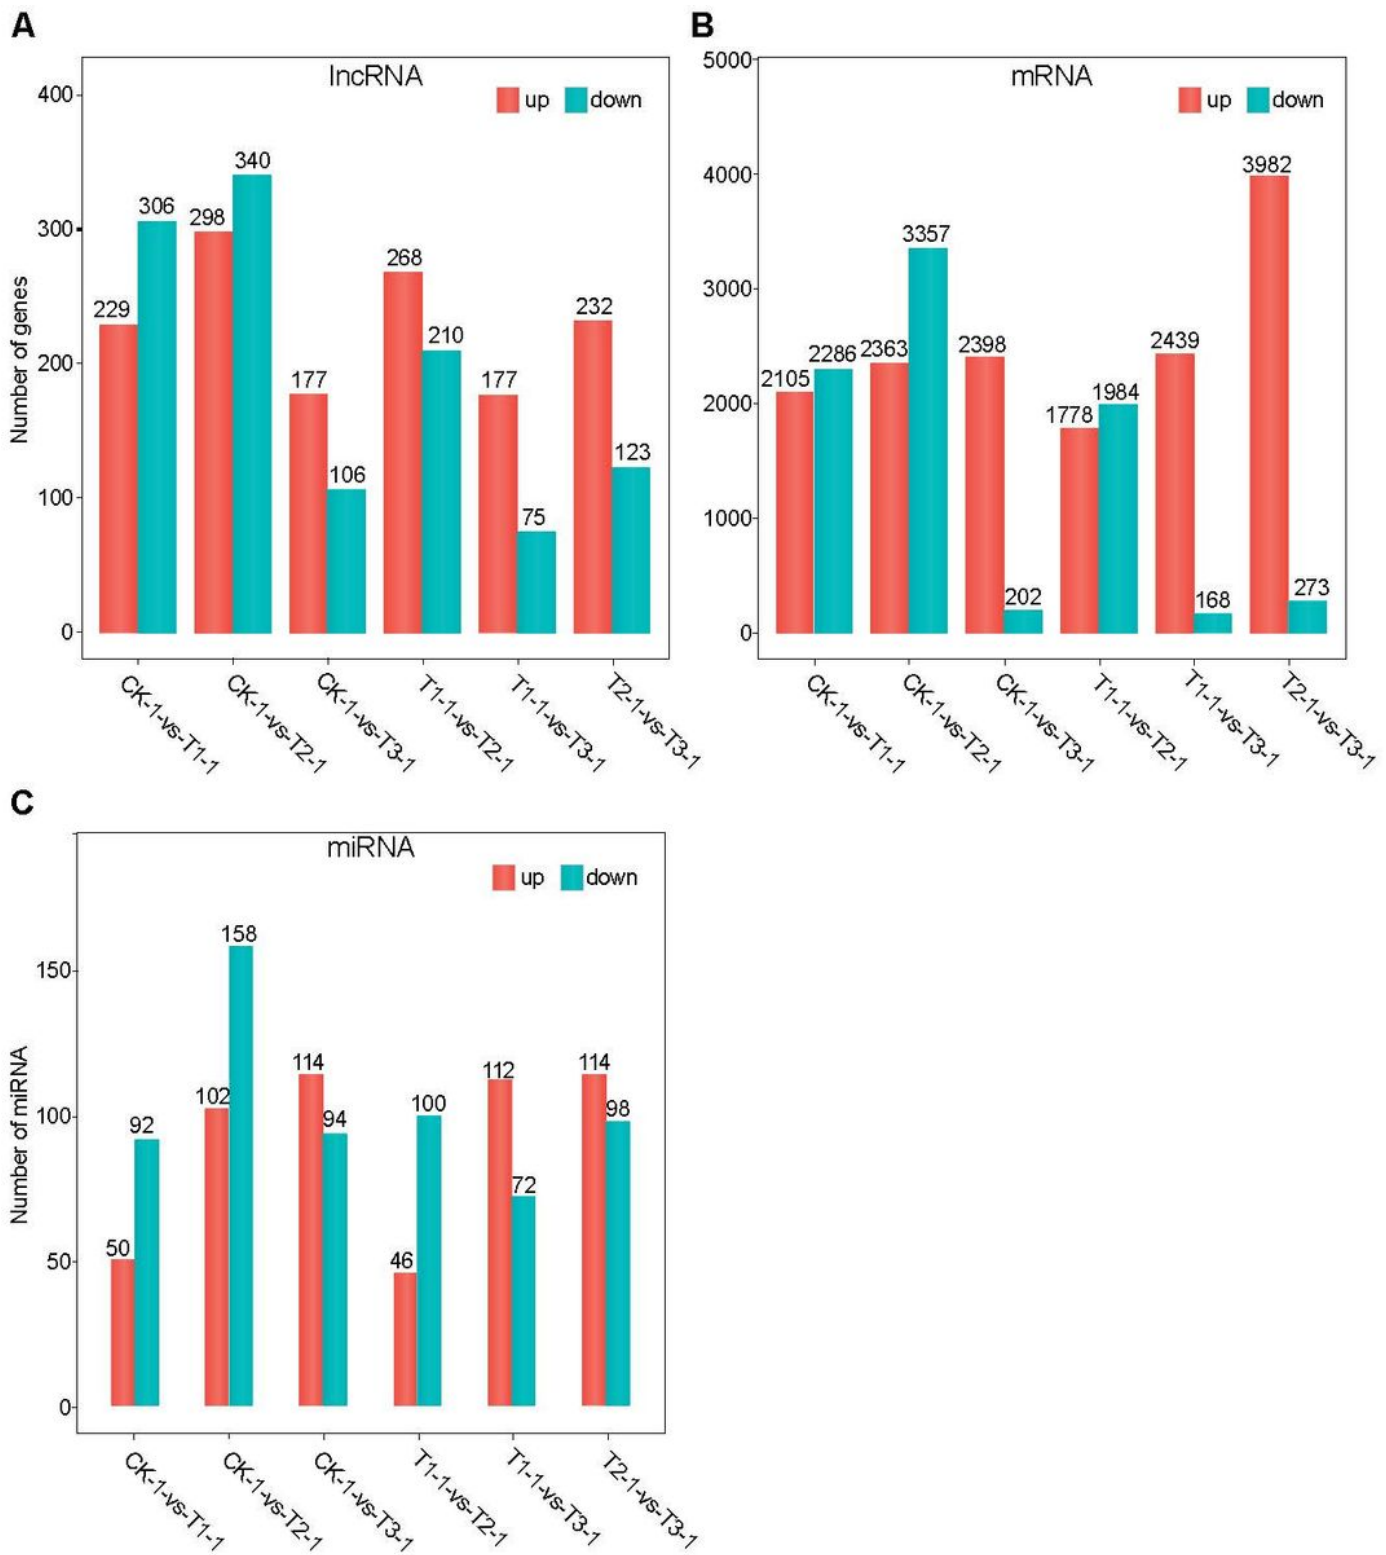 A
lncRNA
up down
400
300
200
100
0
Number of genes
229 306 298 340 177 106 268 210 177 75 232 123
CK-1-vs-T1-1
CK-1-vs-T2-1
CK-1-vs-T3-1
T1-1-vs-T2-1
T1-1-vs-T3-1
T2-1-vs-T3-1
B
mRNA
up down
5000
4000
3000
2000
1000
0
2105 2286 2363 3357 2398 202 1778 1984 2439 168 3982 273
CK-1-vs-T1-1
CK-1-vs-T2-1
CK-1-vs-T3-1
T1-1-vs-T2-1
T1-1-vs-T3-1
T2-1-vs-T3-1
C
miRNA
up down
150
100
50
0
Number of miRNA
50 92 102 158 114 94 46 100 112 72 114 98
CK-1-vs-T1-1
CK-1-vs-T2-1
CK-1-vs-T3-1
T1-1-vs-T2-1
T1-1-vs-T3-1
T2-1-vs-T3-1